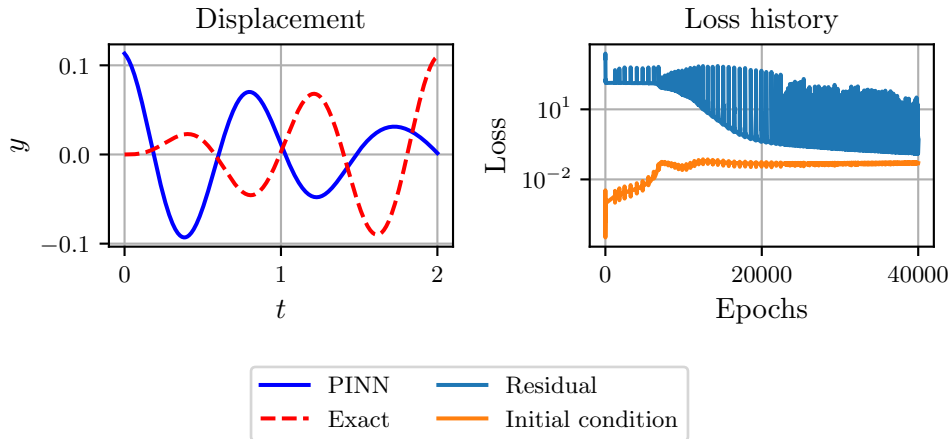 Displacement
0.1
0.0
−0.1
y
0 1 2
t
Loss history
10^1
10^−2
Loss
0 20000 40000
Epochs
PINN
Exact
Residual
Initial condition